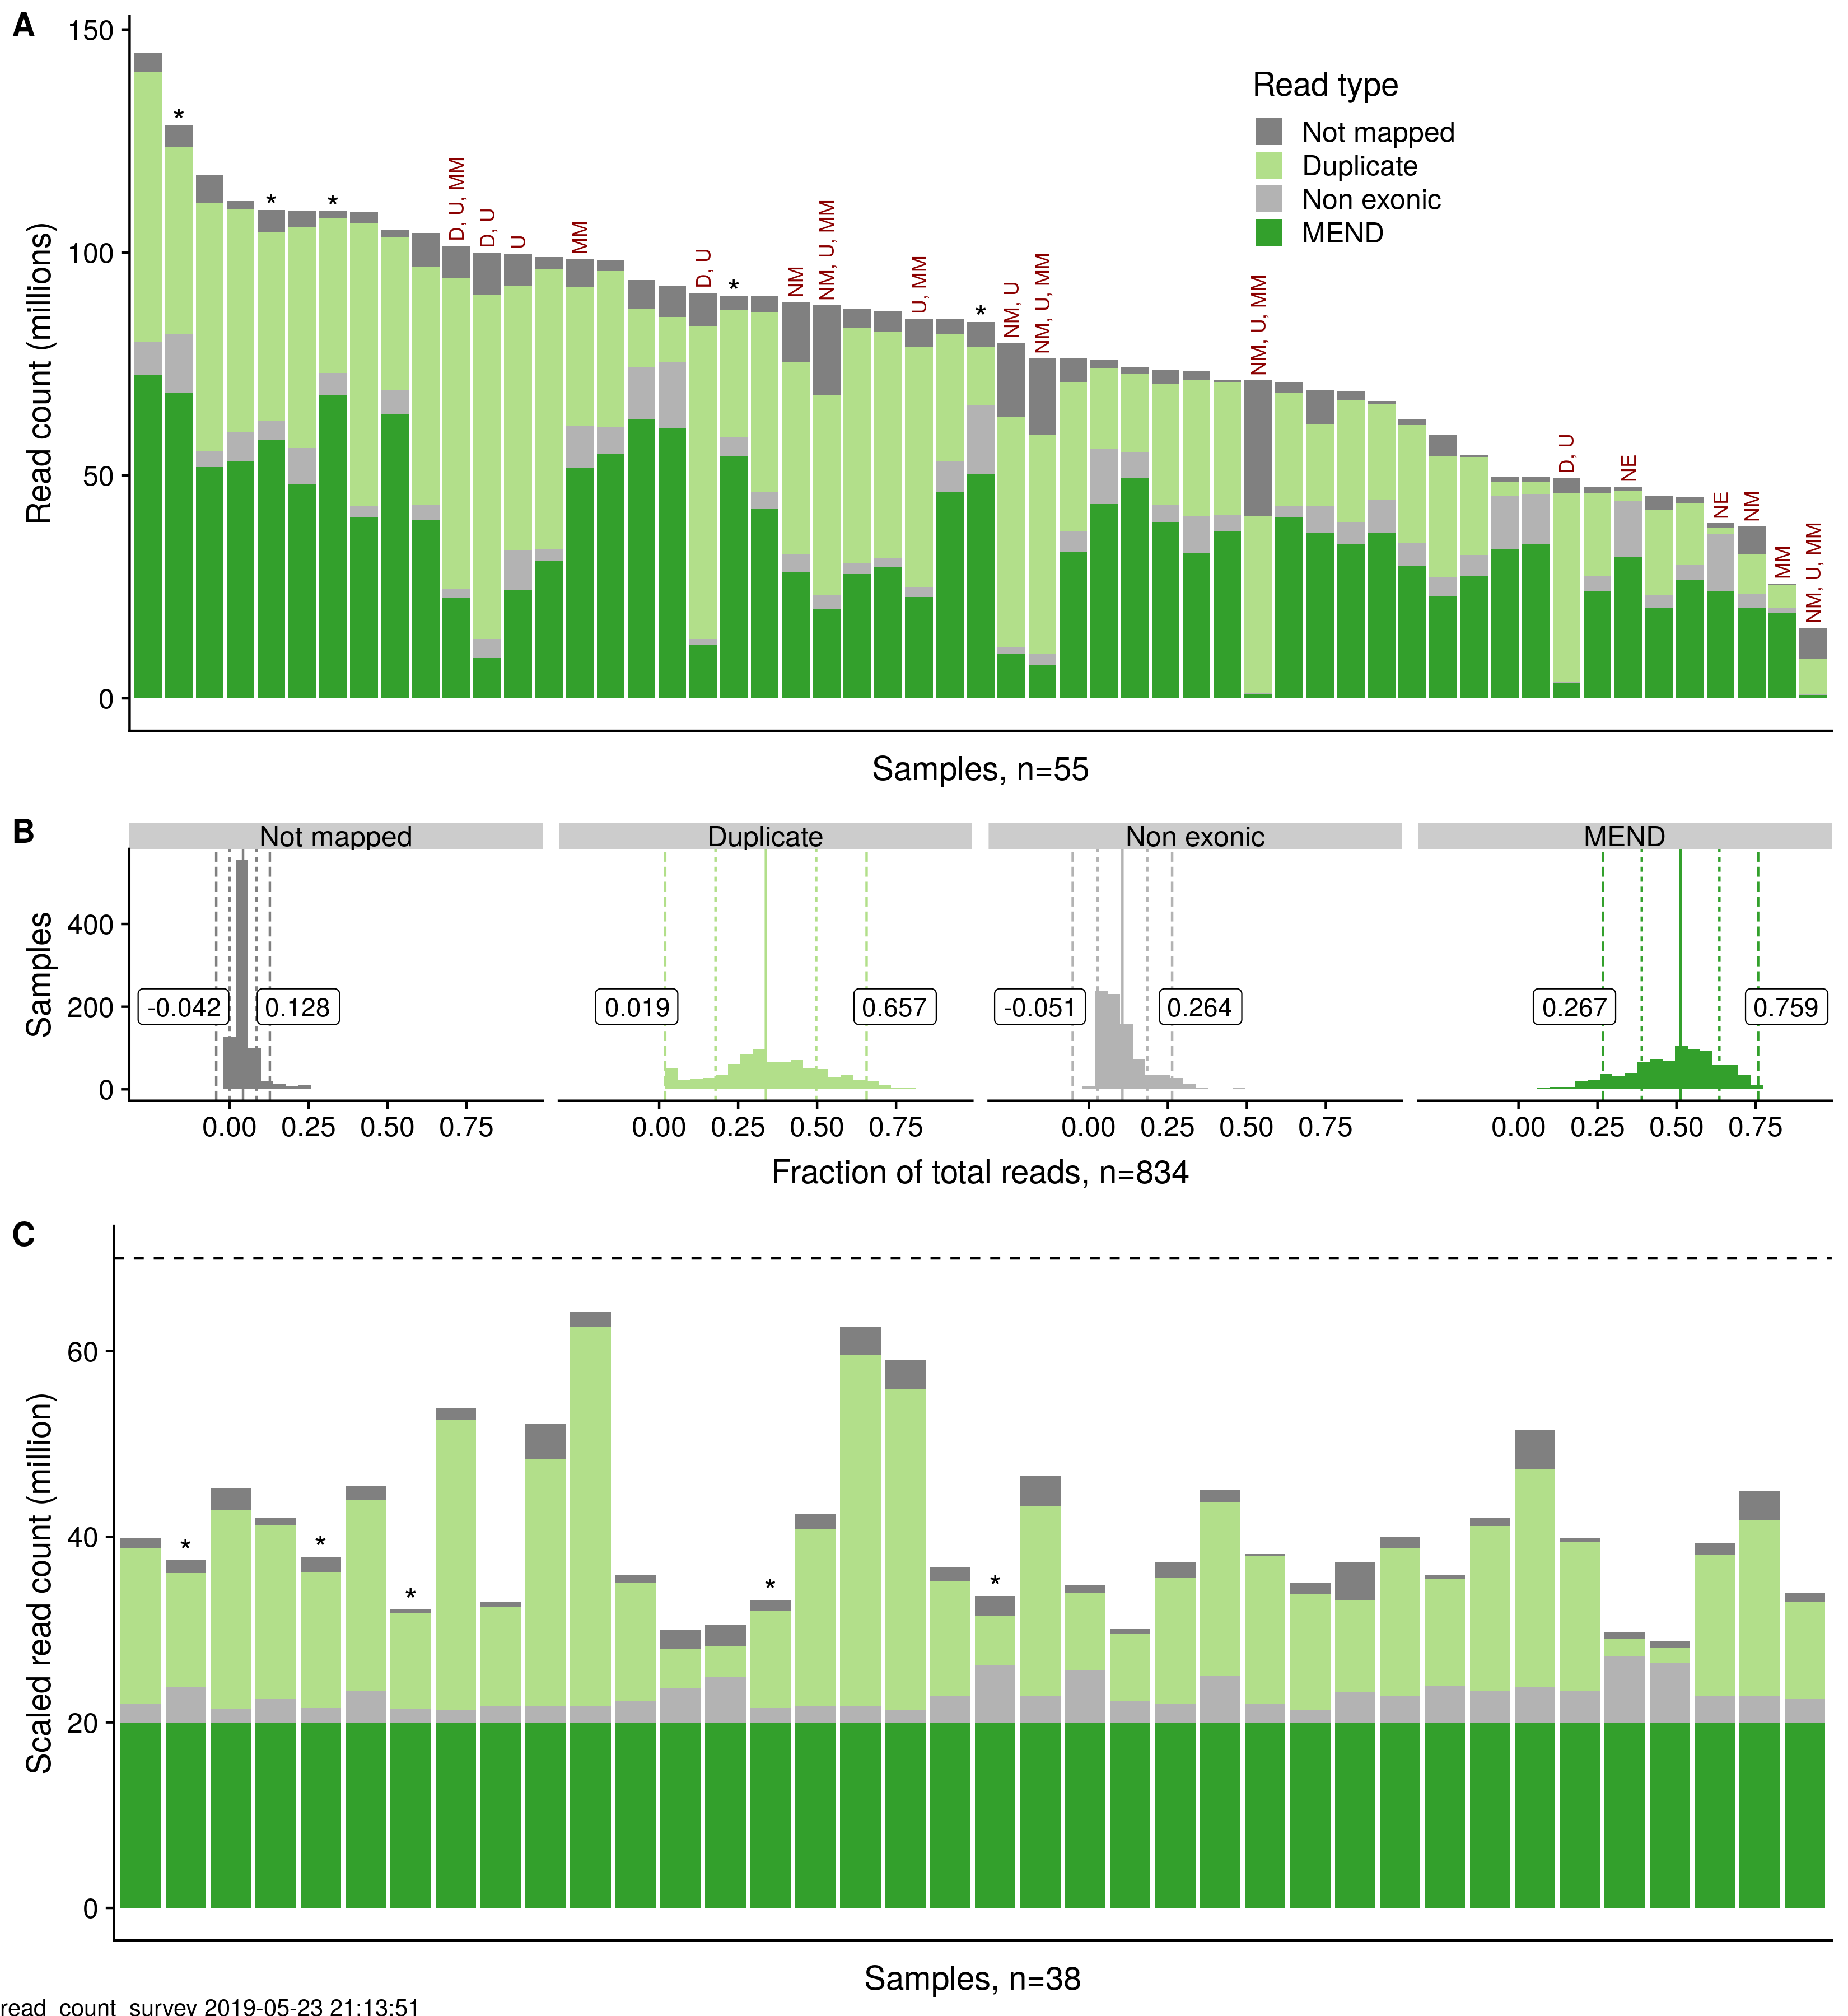 A
150
100
50
0
Read count (millions)
*
*
*
D, U, MM
D, U
U
MM
D, U
*
NM
NM, U, MM
U, MM
*
NM, U
NM, U, MM
NM, U, MM
D, U
NE
NE
NM
MM
NM, U, MM
Read type
Not mapped
Duplicate
Non exonic
MEND
Samples, n=55
B
Not mapped
Duplicate
Non exonic
MEND
Samples
400
200
0
-0.042
0.128
0.019
0.657
-0.051
0.264
0.267
0.759
0.00 0.25 0.50 0.75
0.00 0.25 0.50 0.75
0.00 0.25 0.50 0.75
0.00 0.25 0.50 0.75
Fraction of total reads, n=834
C
60
40
20
0
Scaled read count (million)
*
*
*
*
*
Samples, n=38
read_count_survey 2019-05-23 21:13:51